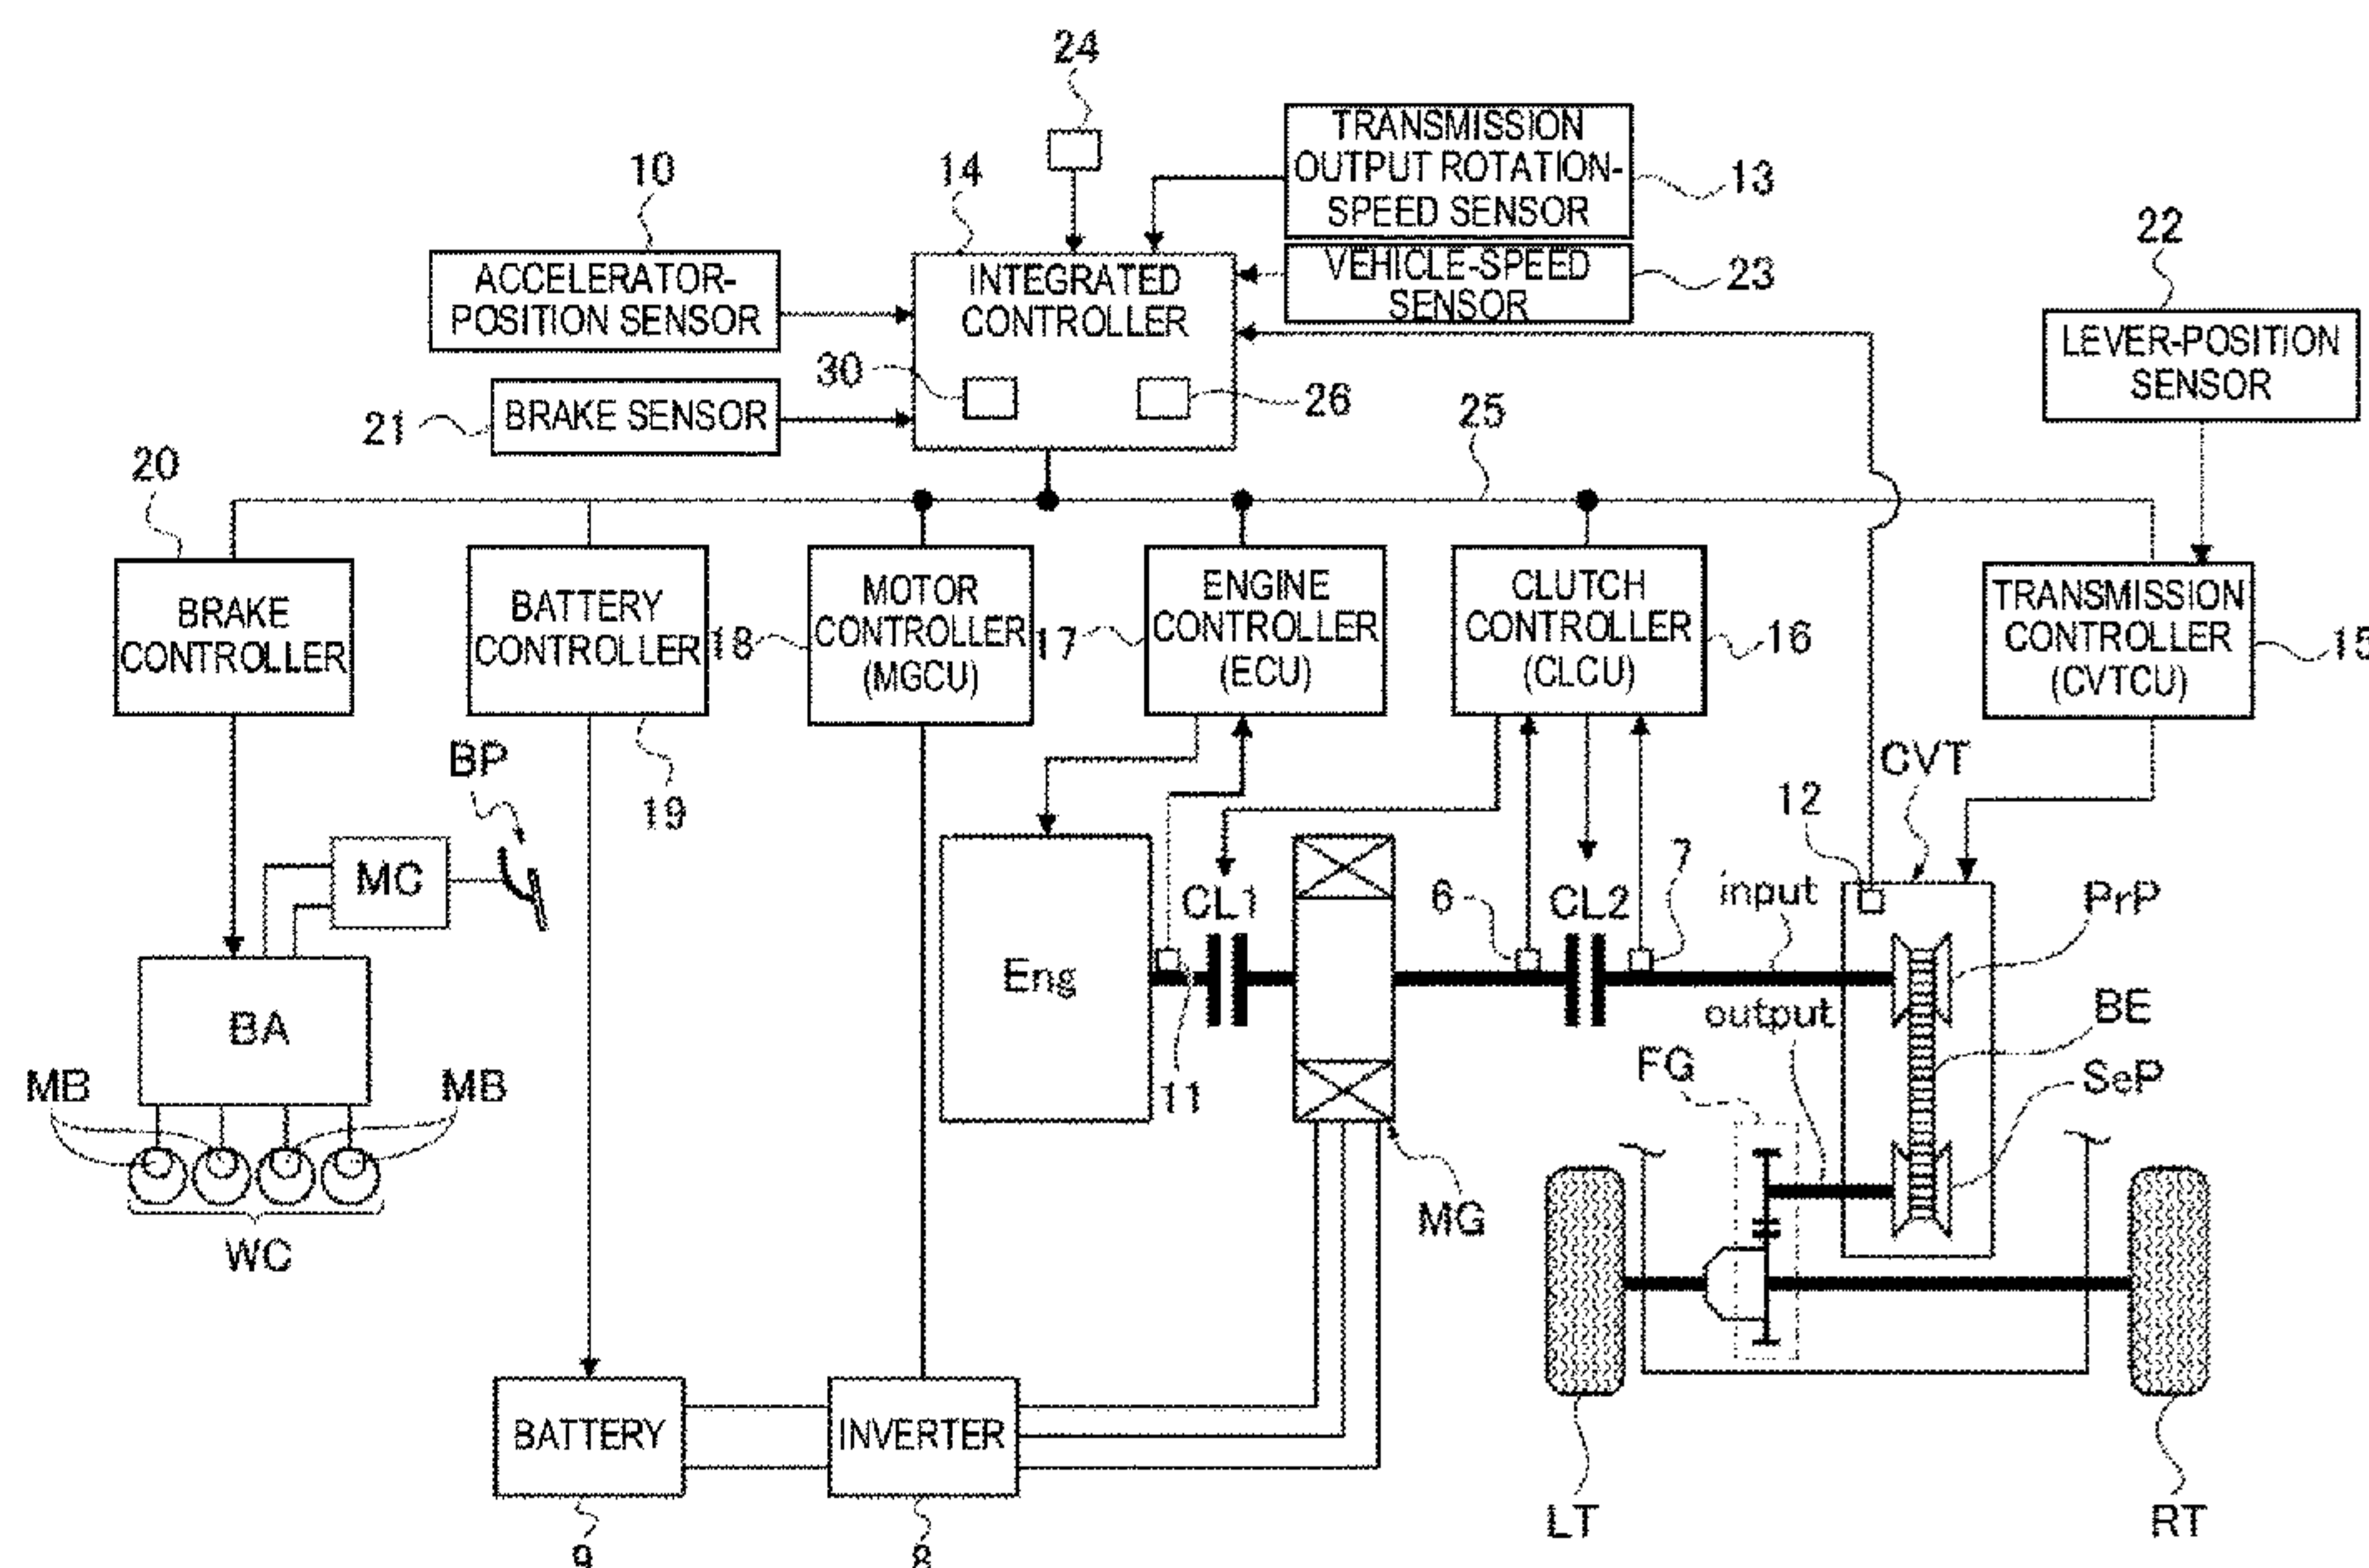 24
TRANSMISSION
OUTPUT ROTATION-
SPEED SENSOR
13
10
14
22
ACCELERATOR-
POSITION SENSOR
INTEGRATED
CONTROLLER
VEHICLE-SPEED
SENSOR
23
LEVER-POSITION
SENSOR
30
26
21
BRAKE SENSOR
25
20
BRAKE
CONTROLLER
BATTERY
CONTROLLER
18
MOTOR
CONTROLLER
(MGCU)
17
ENGINE
CONTROLLER
(ECU)
CLUTCH
CONTROLLER
(CLCU)
16
TRANSMISSION
CONTROLLER
(CVTCU)
15
BP
19
CVT
12
MC
CL1
6
CL2
7
input
PrP
Eng
BA
output
BE
11
FG
SeP
MB
MB
MG
WC
BATTERY
INVERTER
9
8
LT
RT